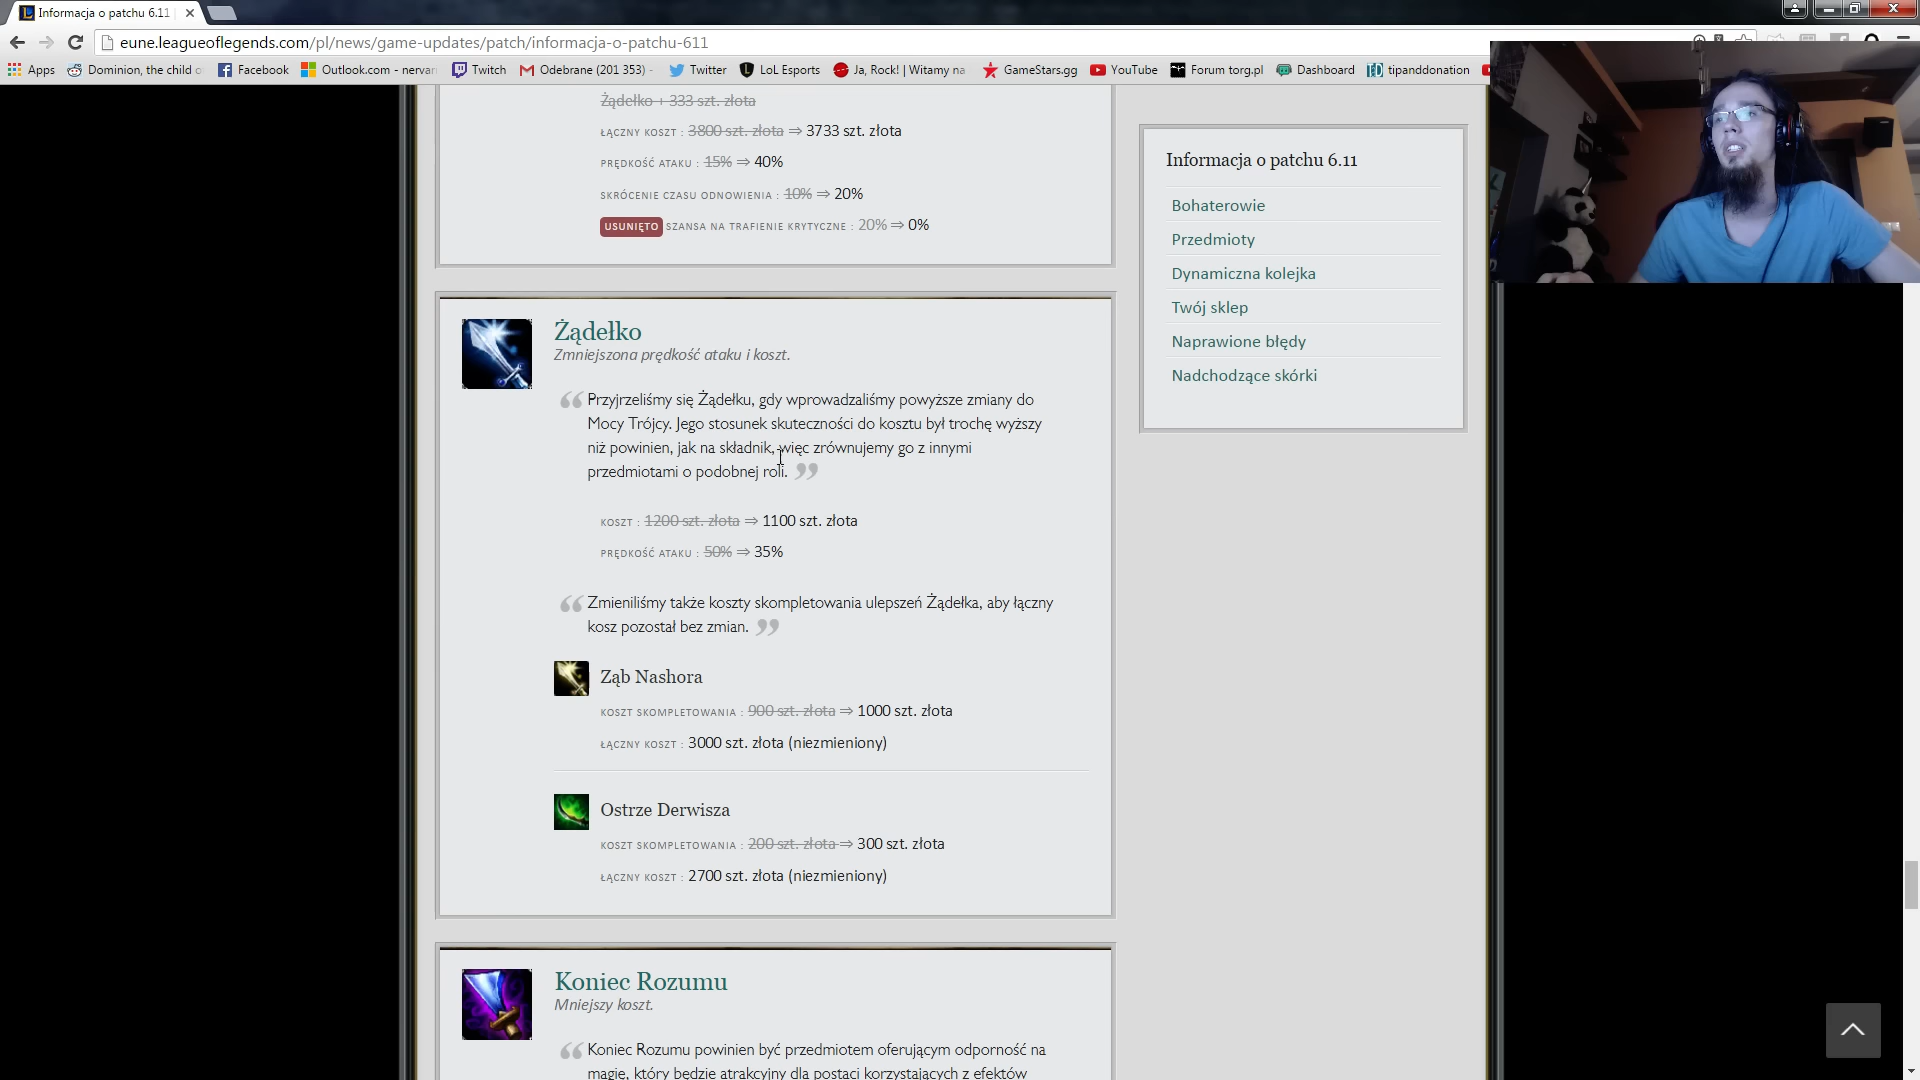 Informacja o patchu 6.11
eune.leagueoflegends.com/pl/news/game-updates/patch/informacja-o-patchu-611
Apps Dominion, the child o Facebook Outlook.com - nervar Twitch Odebrane (201 353) - Twitter LoL Esports Ja, Rock! | Witamy na GameStars.gg YouTube Forum torg.pl Dashboard tipanddonation
Żądełko + 333 szt. złota
ŁĄCZNY KOSZT : 3800 szt. złota ⇒ 3733 szt. złota
PRĘDKOŚĆ ATAKU : 15% ⇒ 40%
SKRÓCENIE CZASU ODNOWIENIA : 10% ⇒ 20%
USUNIĘTO SZANSA NA TRAFIENIE KRYTYCZNE : 20% ⇒ 0%
Żądełko
Zmniejszona prędkość ataku i koszt.
“ Przyjrzeliśmy się Żądełku, gdy wprowadzaliśmy powyższe zmiany do
Mocy Trójcy. Jego stosunek skuteczności do kosztu był trochę wyższy
niż powinien, jak na składnik, więc zrównujemy go z innymi
przedmiotami o podobnej roli. ”
KOSZT : 1200 szt. złota ⇒ 1100 szt. złota
PRĘDKOŚĆ ATAKU : 50% ⇒ 35%
“ Zmieniliśmy także koszty skompletowania ulepszeń Żądełka, aby łączny
kosz pozostał bez zmian. ”
Ząb Nashora
KOSZT SKOMPLETOWANIA : 900 szt. złota ⇒ 1000 szt. złota
ŁĄCZNY KOSZT : 3000 szt. złota (niezmieniony)
Ostrze Derwisza
KOSZT SKOMPLETOWANIA : 200 szt. złota ⇒ 300 szt. złota
ŁĄCZNY KOSZT : 2700 szt. złota (niezmieniony)
Koniec Rozumu
Mniejszy koszt.
“ Koniec Rozumu powinien być przedmiotem oferującym odporność na
magię, który będzie atrakcyjny dla postaci korzystających z efektów
Informacja o patchu 6.11
Bohaterowie
Przedmioty
Dynamiczna kolejka
Twój sklep
Naprawione błędy
Nadchodzące skórki